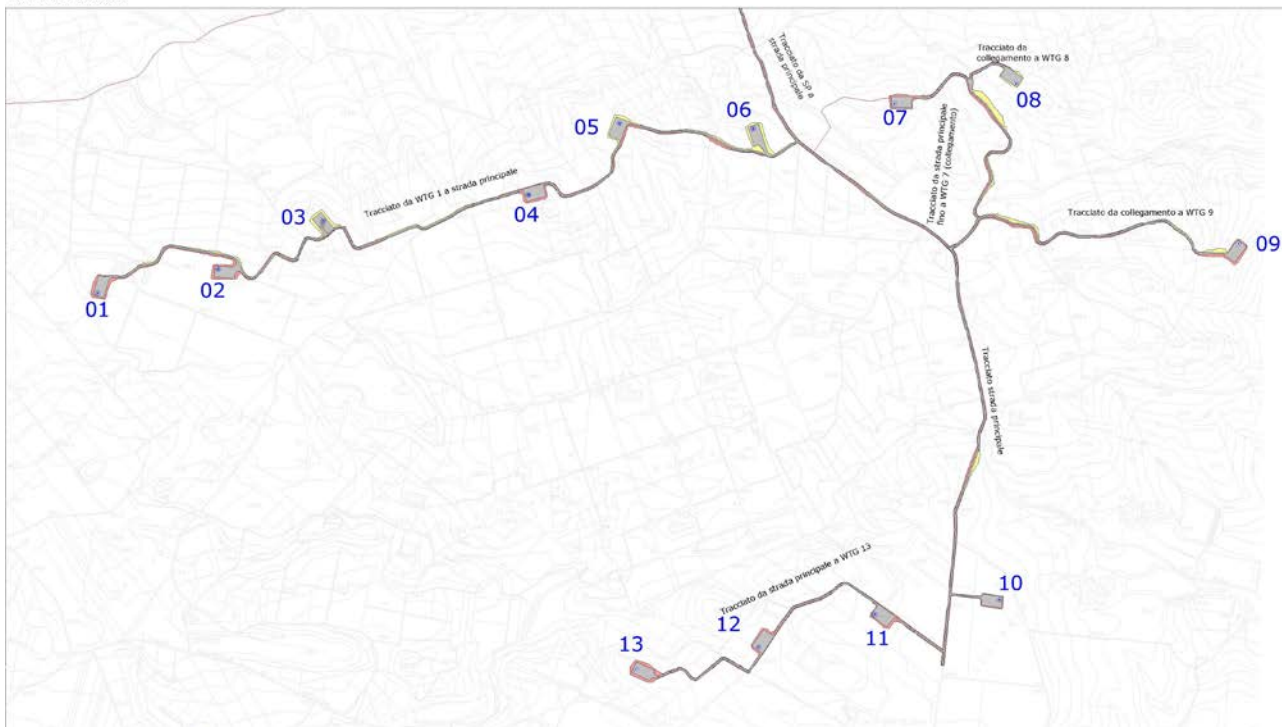 Tracciato da SP 8
strada principale
Tracciato da
collegamento a WTG 8
08
07
06
05
Tracciato da strada principale
fino a WTG 7 (collegamento)
Tracciato da WTG 1 a strada principale
04
03
Tracciato da collegamento a WTG 9
09
02
01
Tracciato strada principale
Tracciato da strada principale a WTG 13
10
11
12
13